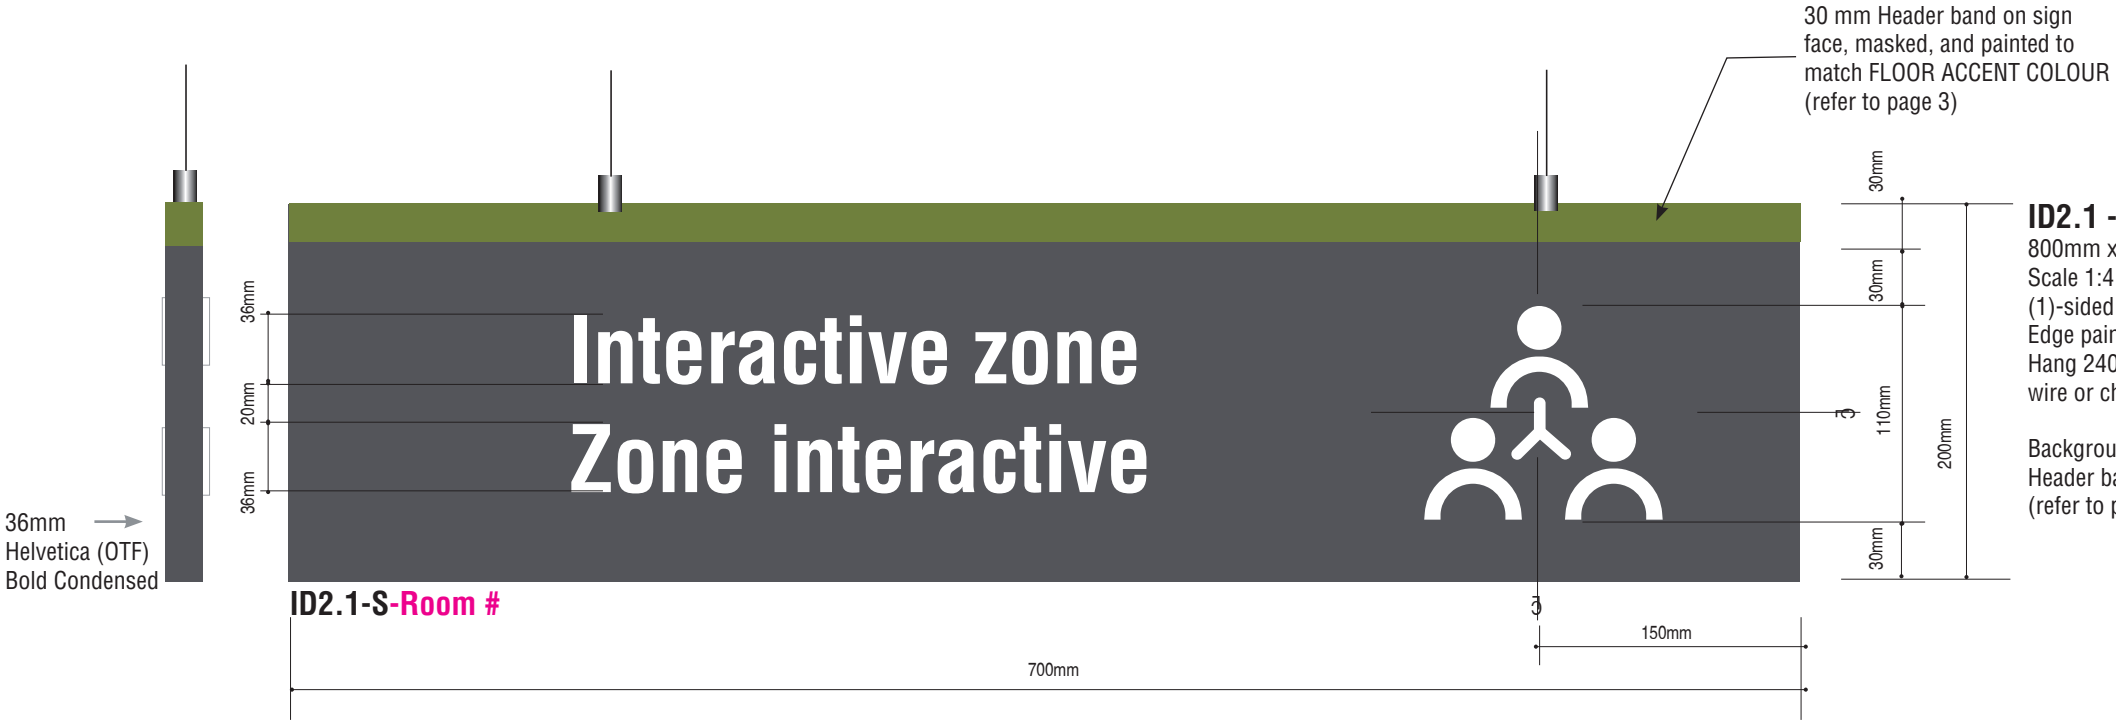 30 mm Header band on sign
face, masked, and painted to
match FLOOR ACCENT COLOUR
(refer to page 3)
30mm
ID2.1 -
800mm x
Scale 1:4
(1)-sided
Edge pain
Hang 240
wire or ch
Backgrou
Header ba
(refer to p
36mm
20mm
36mm
Interactive zone
Zone interactive
30mm
110mm
200mm
30mm
36mm
Helvetica (OTF)
Bold Condensed
ID2.1-S-Room #
150mm
700mm